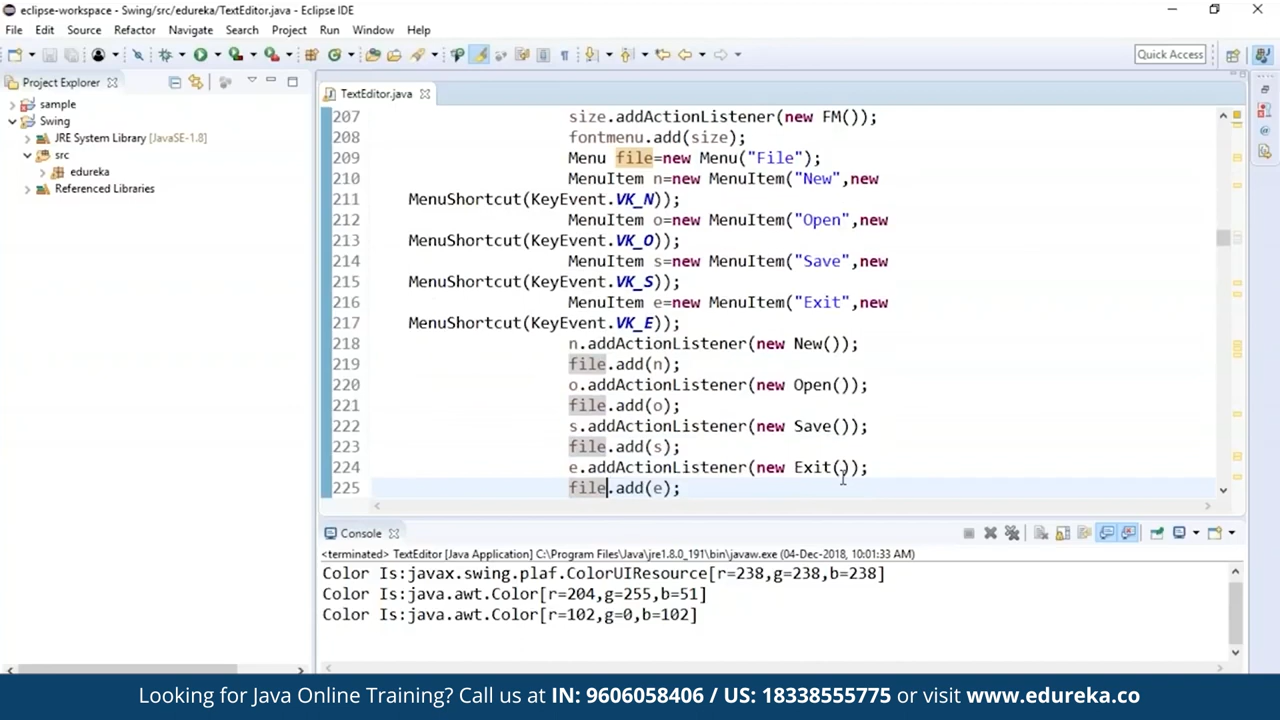 eclipse-workspace - Swing/src/edureka/TextEditor.java - Eclipse IDE
File Edit Source Refactor Navigate Search Project Run Window Help
Quick Access
Project Explorer
sample
Swing
JRE System Library [JavaSE-1.8]
src
edureka
Referenced Libraries
TextEditor.java
207 size.addActionListener(new FM());
208 fontmenu.add(size);
209 Menu file=new Menu("File");
210 MenuItem n=new MenuItem("New",new
211 MenuShortcut(KeyEvent.VK_N));
212 MenuItem o=new MenuItem("Open",new
213 MenuShortcut(KeyEvent.VK_O));
214 MenuItem s=new MenuItem("Save",new
215 MenuShortcut(KeyEvent.VK_S));
216 MenuItem e=new MenuItem("Exit",new
217 MenuShortcut(KeyEvent.VK_E));
218 n.addActionListener(new New());
219 file.add(n);
220 o.addActionListener(new Open());
221 file.add(o);
222 s.addActionListener(new Save());
223 file.add(s);
224 e.addActionListener(new Exit());
225 file.add(e);
Console
<terminated> TextEditor [Java Application] C:\Program Files\Java\jre1.8.0_191\bin\javaw.exe (04-Dec-2018, 10:01:33 AM)
Color Is:javax.swing.plaf.ColorUIResource[r=238,g=238,b=238]
Color Is:java.awt.Color[r=204,g=255,b=51]
Color Is:java.awt.Color[r=102,g=0,b=102]
Looking for Java Online Training? Call us at IN: 9606058406 / US: 18338555775 or visit www.edureka.co